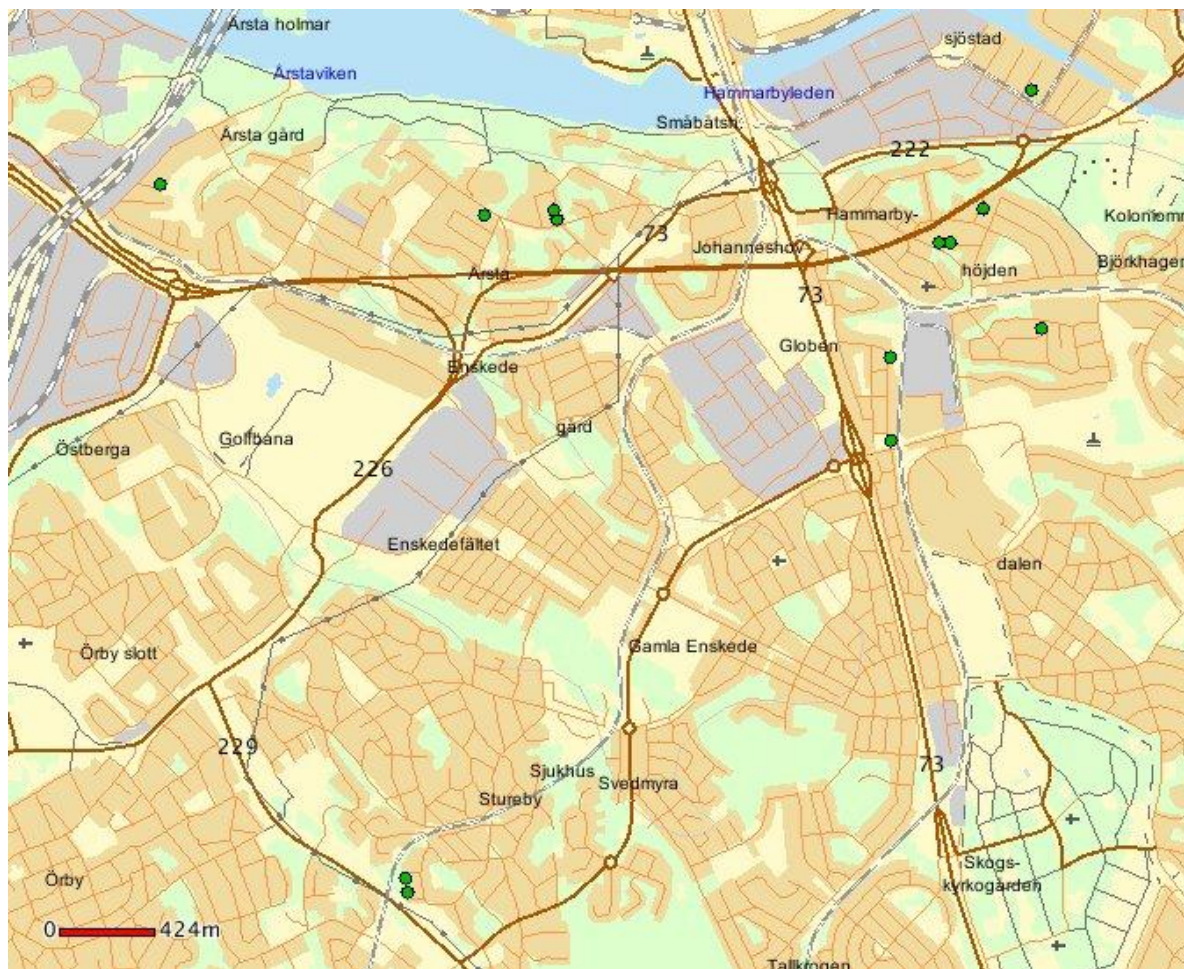 Årsta holmar
sjöstad
Årstaviken
Hammarbyleden
Småbåtsh.
Årsta gård
222
Hammarby-
Koloniomr
73
Johanneshov
Björkhagen
Årsta
höjden
73
Globen
Enskede
gård
Golfbana
Östberga
226
Enskedefältet
dalen
Gamla Enskede
Örby slott
229
73
Sjukhus
Svedmyra
Stureby
Skogs-
kyrkogården
Örby
0 424m
Tallkrogen